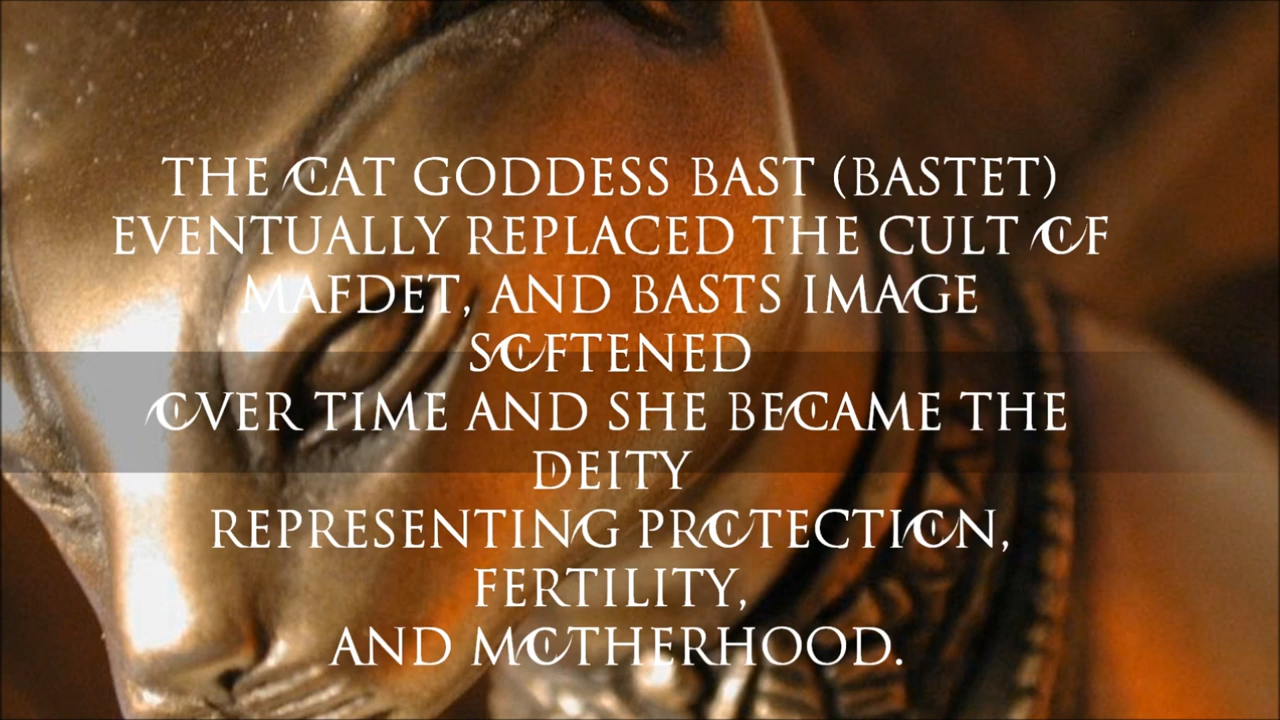 THE CAT GODDESS BAST (BASTET)
EVENTUALLY REPLACED THE CULT OF
MAFDET, AND BASTS IMAGE
SOFTENED
OVER TIME AND SHE BECAME THE
DEITY
REPRESENTING PROTECTION,
FERTILITY,
AND MOTHERHOOD.